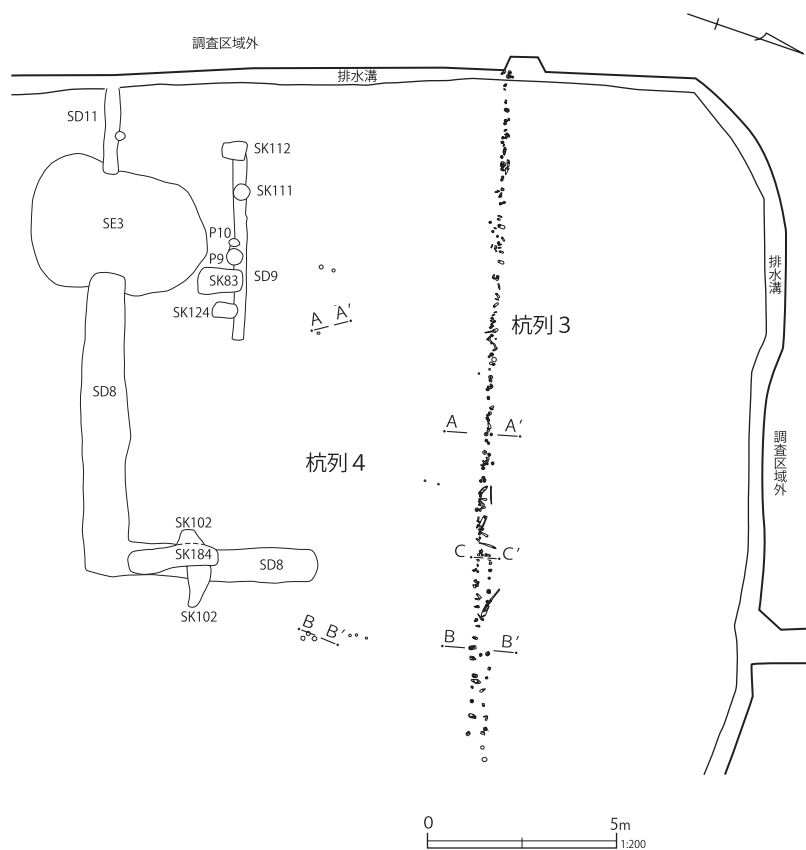 調査区域外
排水溝
SD11
SK112
SE3
SK111
P10
P9
SD9
SK83
SK124
排水溝
A A'
杭列3
SD8
A A'
調査区域外
杭列4
SK102
SK184
SD8
C C'
SK102
B B'
B B'
0 5m
1:200